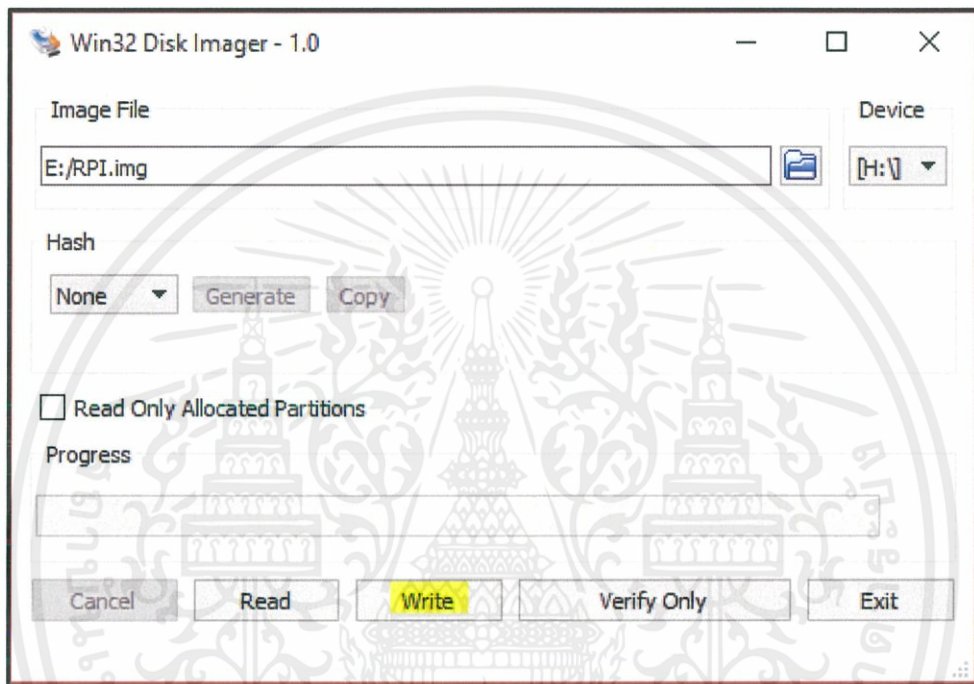 Win32 Disk Imager - 1.0
Image File Device
E:/RPI.img [H:\]
Hash
None Generate Copy
Read Only Allocated Partitions
Progress
Cancel Read Write Verify Only Exit